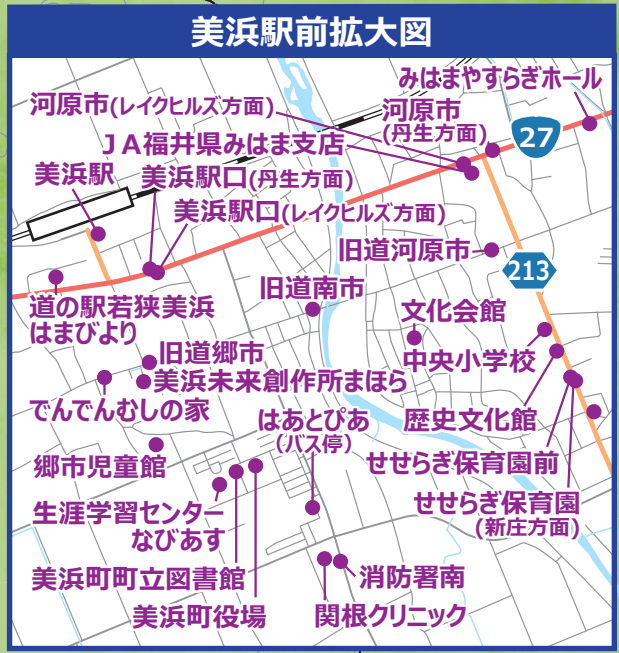 美浜駅前拡大図
みはまやすらぎホール
河原市(レイクヒルズ方面)
河原市
(丹生方面)
27
JA福井県みはま支店
美浜駅
美浜駅口(丹生方面)
美浜駅口(レイクヒルズ方面)
旧道河原市
213
道の駅若狭美浜
はまびより
旧道南市
文化会館
中央小学校
旧道郷市
美浜未来創作所まほら
でんでんむしの家
はあとぴあ
(バス停)
歴史文化館
郷市児童館
せせらぎ保育園前
生涯学習センター
なびあす
せせらぎ保育園
(新庄方面)
美浜町町立図書館
消防署南
美浜町役場
関根クリニック